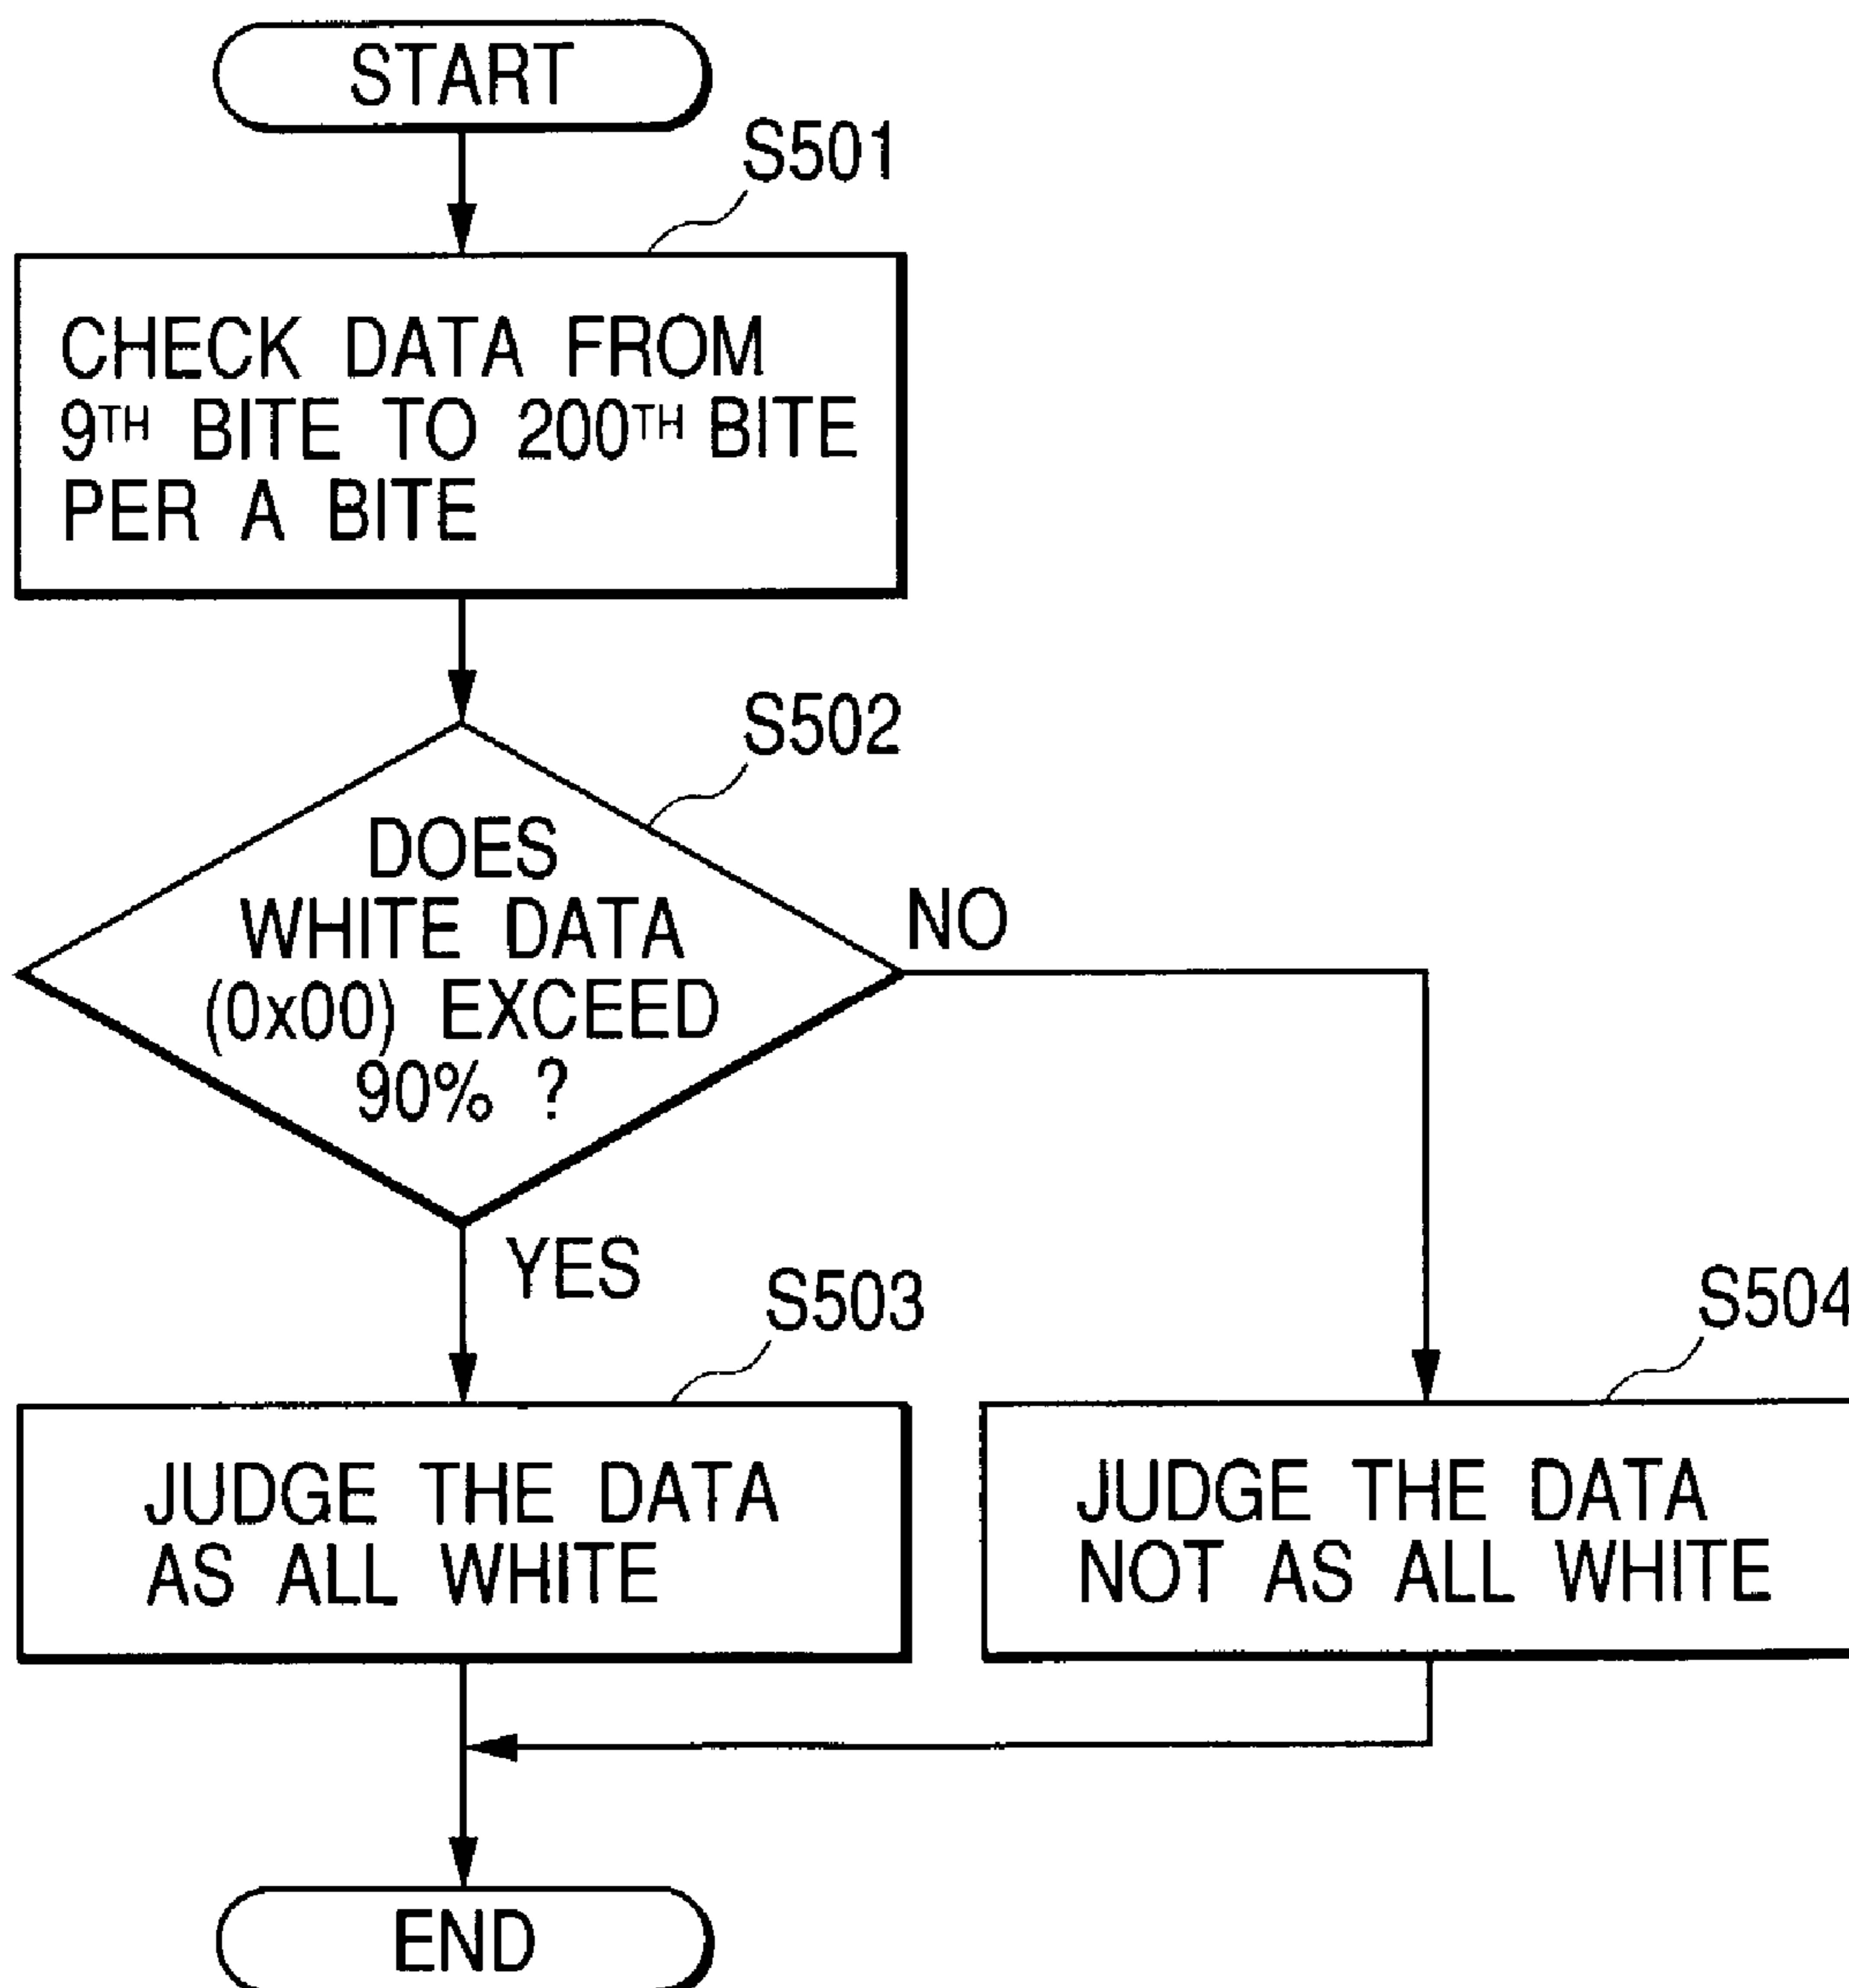 START
S501
CHECK DATA FROM
9TH BITE TO 200TH BITE
PER A BITE
S502
DOES
WHITE DATA
(0x00) EXCEED
90% ?
NO
YES
S503
S504
JUDGE THE DATA
AS ALL WHITE
JUDGE THE DATA
NOT AS ALL WHITE
END